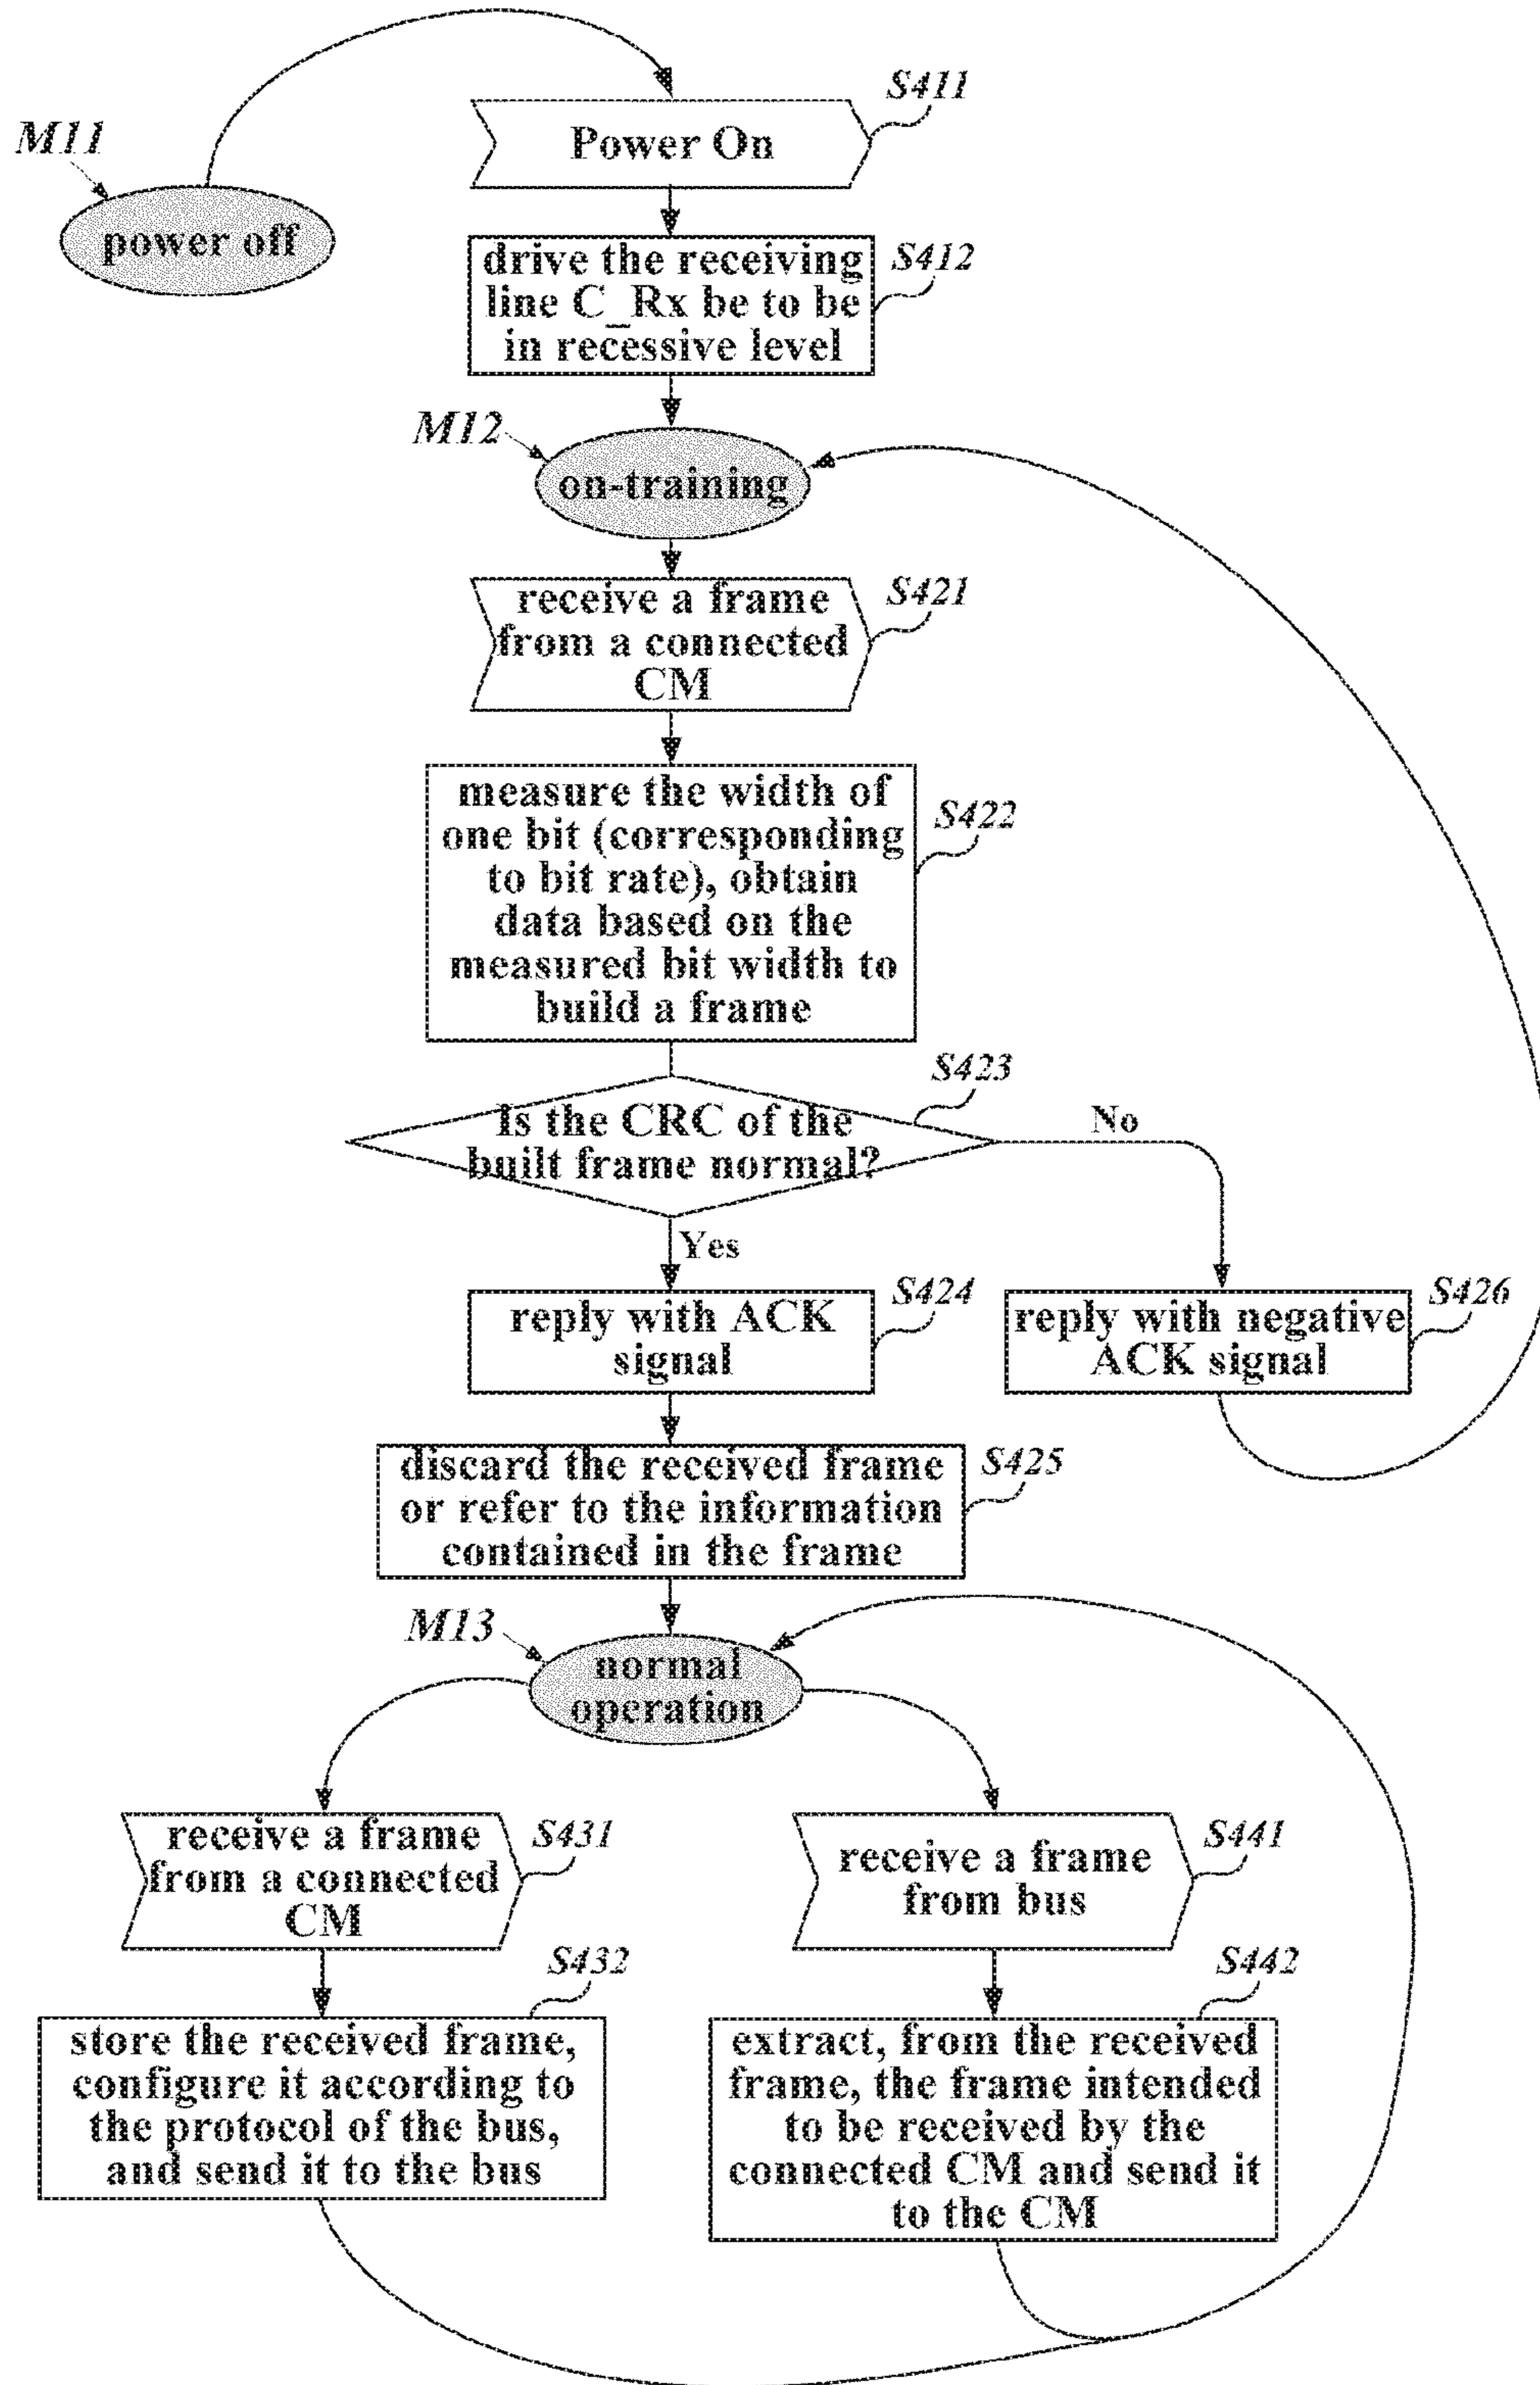 S411
M11
Power On
power off
drive the receiving
S412
line C_Rx be to be
in recessive level
M12
on-training
receive a frame
S421
from a connected
CM
measure the width of
S422
one bit (corresponding
to bit rate), obtain
data based on the
measured bit width to
build a frame
S423
Is the CRC of the
No
built frame normal?
Yes
S424
S426
reply with ACK
signal
reply with negative
ACK signal
discard the received frame
S425
or refer to the information
contained in the frame
M13
normal
operation
receive a frame
S431
from a connected
CM
S441
receive a frame
from bus
S432
S442
store the received frame,
configure it according to
the protocol of the bus,
and send it to the bus
extract, from the received
frame, the frame intended
to be received by the
connected CM and send it
to the CM